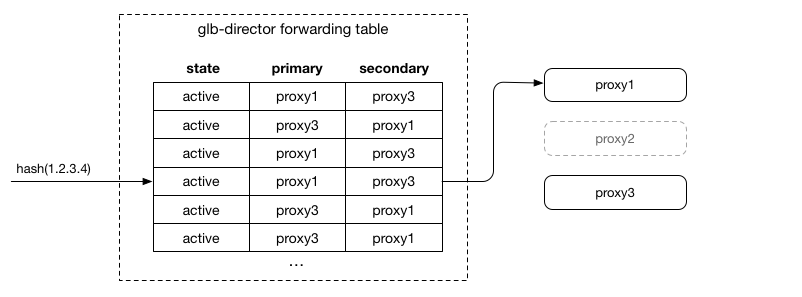 glb-director forwarding table
state primary secondary
active proxy1 proxy3
active proxy3 proxy1
active proxy1 proxy3
active proxy1 proxy3
active proxy3 proxy1
active proxy3 proxy1
...
hash(1.2.3.4)
proxy1
proxy2
proxy3